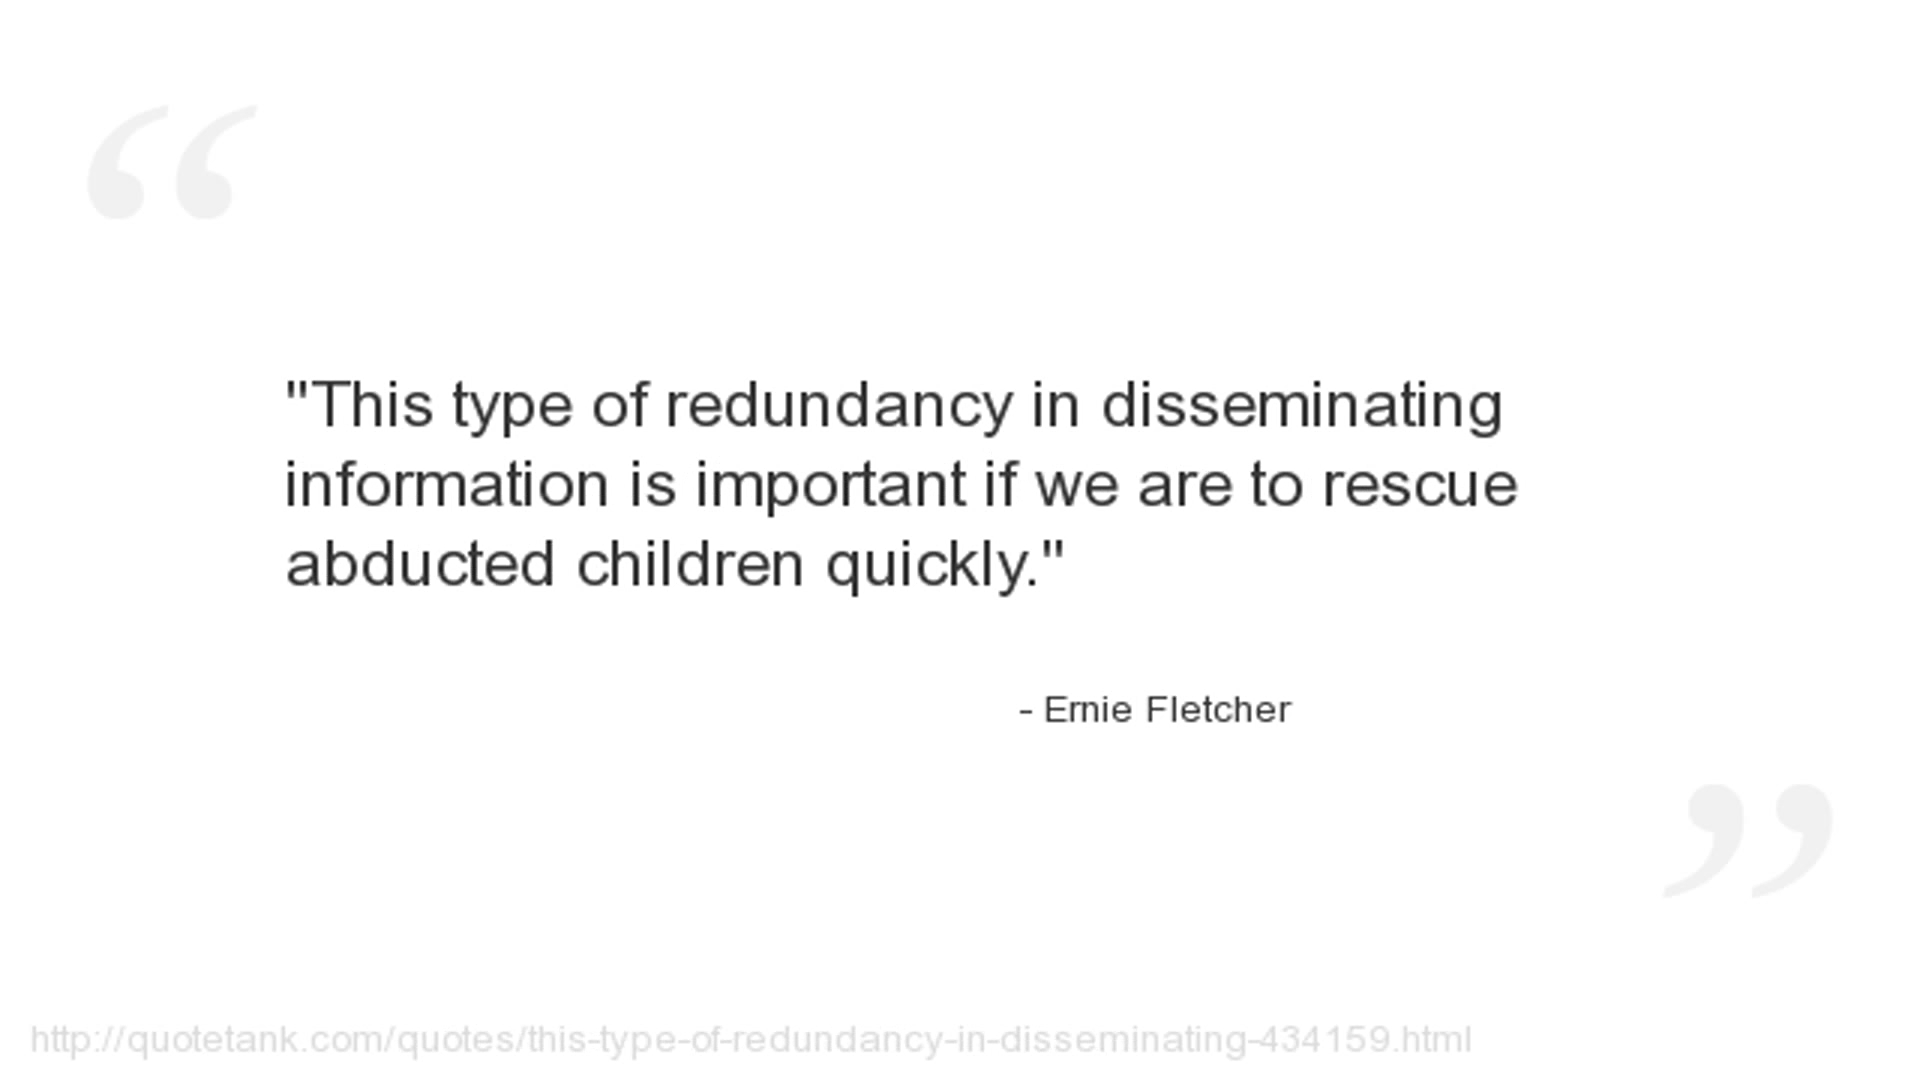 "This type of redundancy in disseminating
information is important if we are to rescue
abducted children quickly."
- Ernie Fletcher
http://quotetank.com/quotes/this-type-of-redundancy-in-disseminating-434159.html